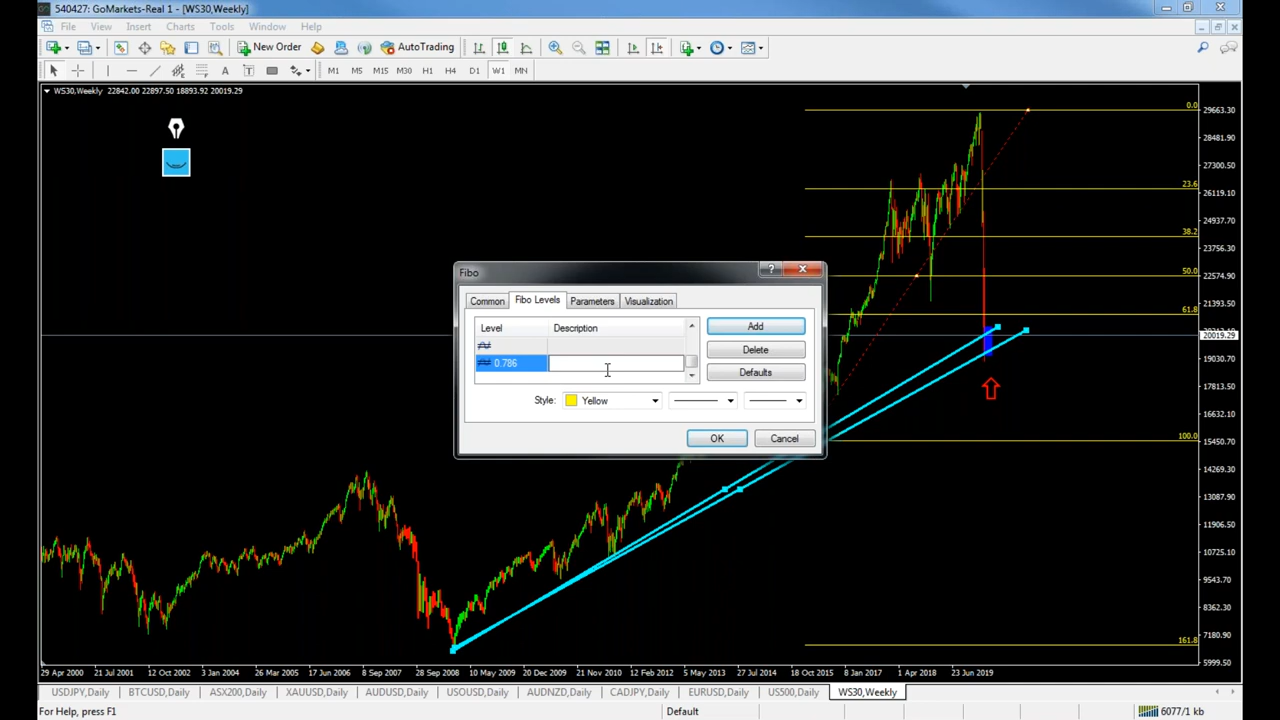 540427: GoMarkets-Real 1 - [WS30,Weekly]
File View Insert Charts Tools Window Help
New Order AutoTrading
A T M1 M5 M15 M30 H1 H4 D1 W1 MN
WS30,Weekly 22842.00 22897.50 18893.92 20019.29
0.0
29663.30
28481.90
27300.50
23.6
26119.10
24937.70
38.2
23756.30
50.0
22574.90
21393.50
61.8
20019.29
19030.70
17813.50
16632.10
100.0
15450.70
14269.30
13087.90
11906.50
10725.10
9543.70
8362.30
7180.90
161.8
5999.50
Fibo
Common Fibo Levels Parameters Visualization
Level Description
0.786
Add
Delete
Defaults
Style: Yellow
OK Cancel
29 Apr 2000 21 Jul 2001 12 Oct 2002 3 Jan 2004 26 Mar 2005 17 Jun 2006 8 Sep 2007 10 May 2009 20 Dec 2009 21 Nov 2010 12 Feb 2012 5 May 2013 27 Jul 2014 18 Oct 2015 8 Jan 2017 1 Apr 2018 23 Jun 2019
USDJPY,Daily BTCUSD,Daily ASX200,Daily XAUUSD,Daily AUDUSD,Daily USOUSD,Daily AUDNZD,Daily CADJPY,Daily EURUSD,Daily US500,Daily WS30,Weekly
For Help, press F1 Default 6077/1 kb